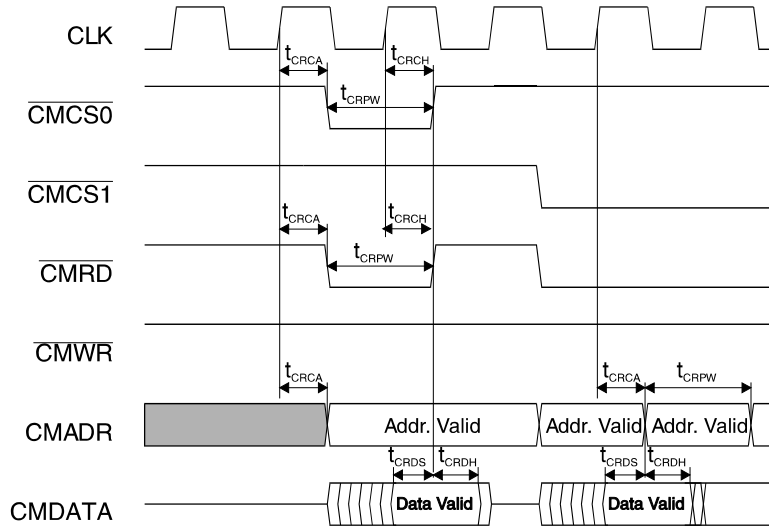 CLK
tCRCA tCRCH
tCRPW
CMCS0
CMCS1
tCRCA tCRCH
tCRPW
CMRD
CMWR
tCRCA tCRCA tCRPW
CMADR Addr. Valid Addr. Valid Addr. Valid
tCRDS tCRDH tCRDS tCRDH
CMDATA Data Valid Data Valid